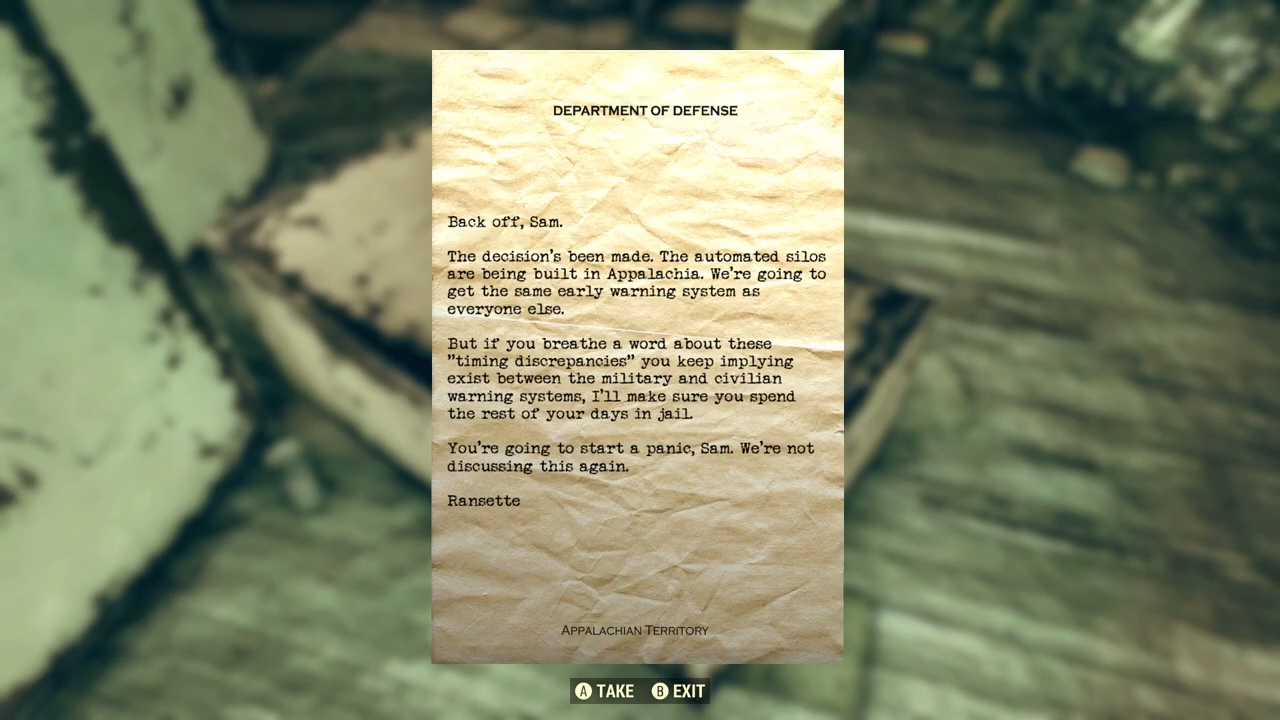 DEPARTMENT OF DEFENSE
Back off, Sam.
The decision's been made. The automated silos
are being built in Appalachia. We're going to
get the same early warning system as
everyone else.
But if you breathe a word about these
"timing discrepancies" you keep implying
exist between the military and civilian
warning systems, I'll make sure you spend
the rest of your days in jail.
You're going to start a panic, Sam. We're not
discussing this again.
Ransette
Appalachian Territory
A TAKE B EXIT